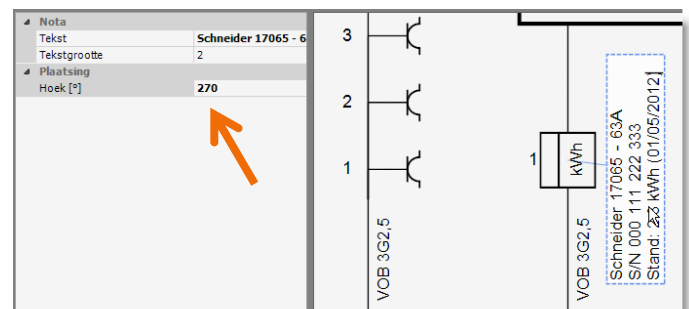 Nota
Tekst Schneider 17065 - 6
Tekstgrootte 2
Plaatsing
Hoek [°] 270
3
2
1
VOB 3G2,5
1
kWh
VOB 3G2,5
Schneider 17065 - 63A
S/N 000 111 222 333
Stand: kWh (01/05/2012)